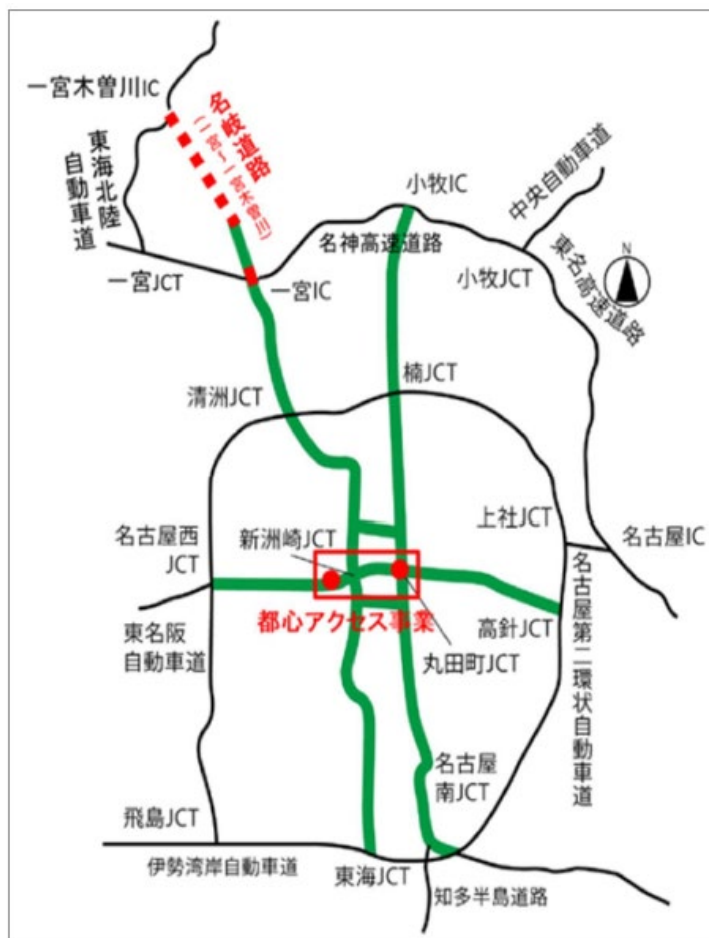 一宮木曽川IC
東海北陸
自動車道
名岐道路
(一宮～一宮木曽川)
小牧IC
中央自動車道
名神高速道路
東名高速道路
一宮JCT
一宮IC
小牧JCT
N
楠JCT
清洲JCT
上社JCT
名古屋IC
新洲崎JCT
名古屋西
JCT
都心アクセス事業
東名阪
自動車道
高針JCT
丸田町JCT
名古屋第二環状自動車道
名古屋
南JCT
飛島JCT
伊勢湾岸自動車道
東海JCT
知多半島道路